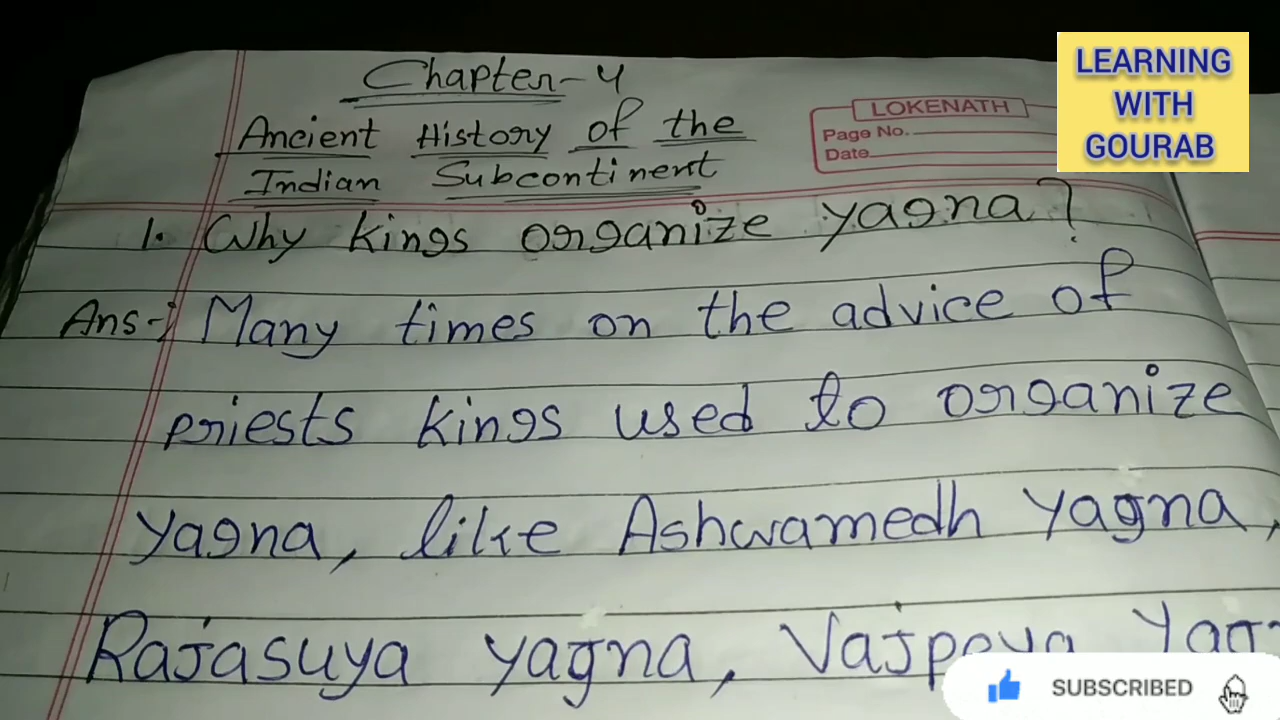 Chapter-4
Ancient History of the
Indian Subcontinent
LOKENATH
Page No.
Date
LEARNING
WITH
GOURAB
1. Why kings organize yagna?
Ans-: Many times on the advice of
priests kings used to organize
yagna, like Ashwamedh yagna,
Rajasuya yagna, Vajpeya
SUBSCRIBED